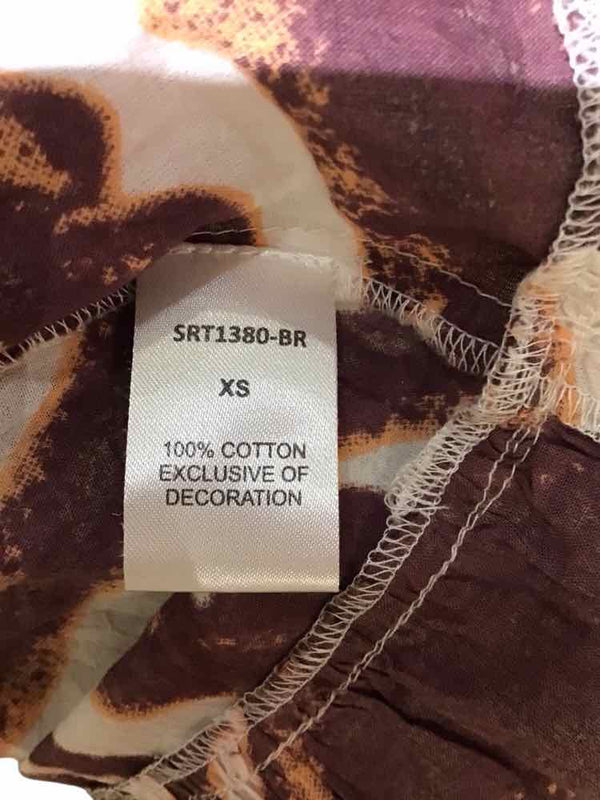 SRT1380-BR
XS
100% COTTON
EXCLUSIVE OF
DECORATION